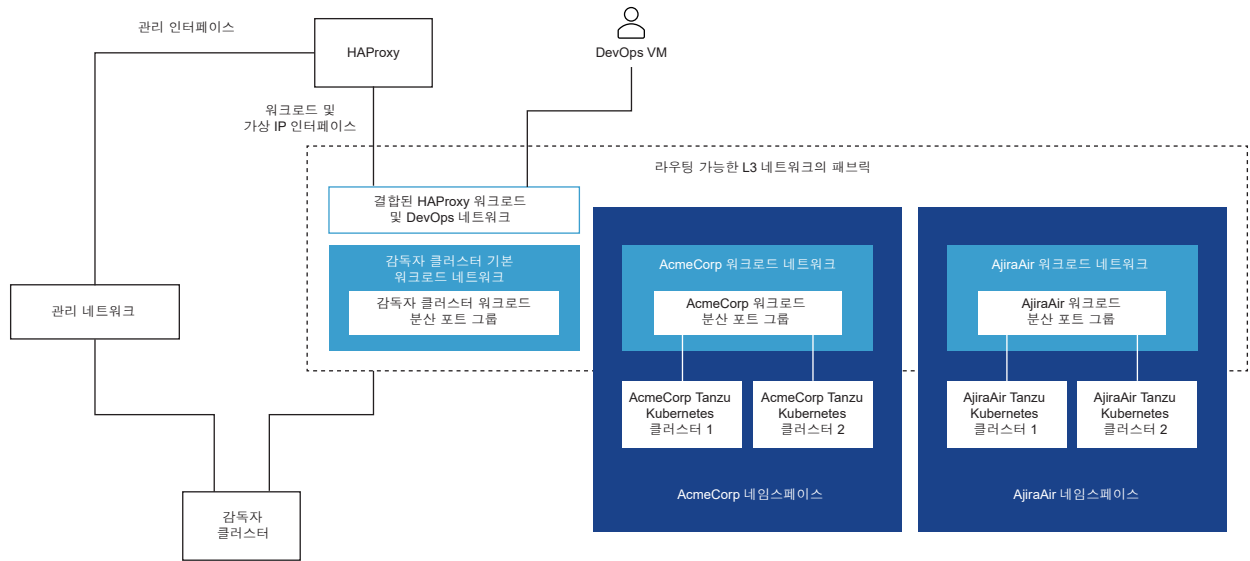 관리 인터페이스
HAProxy
DevOps VM
워크로드 및
가상 IP 인터페이스
라우팅 가능한 L3 네트워크의 패브릭
결합된 HAProxy 워크로드
및 DevOps 네트워크
감독자 클러스터 기본
워크로드 네트워크
감독자 클러스터 워크로드
분산 포트 그룹
AcmeCorp 워크로드 네트워크
AcmeCorp 워크로드
분산 포트 그룹
AjiraAir 워크로드 네트워크
AjiraAir 워크로드
분산 포트 그룹
관리 네트워크
AcmeCorp Tanzu
Kubernetes
클러스터 1
AcmeCorp Tanzu
Kubernetes
클러스터 2
AjiraAir Tanzu
Kubernetes
클러스터 1
AjiraAir Tanzu
Kubernetes
클러스터 2
AcmeCorp 네임스페이스
AjiraAir 네임스페이스
감독자
클러스터